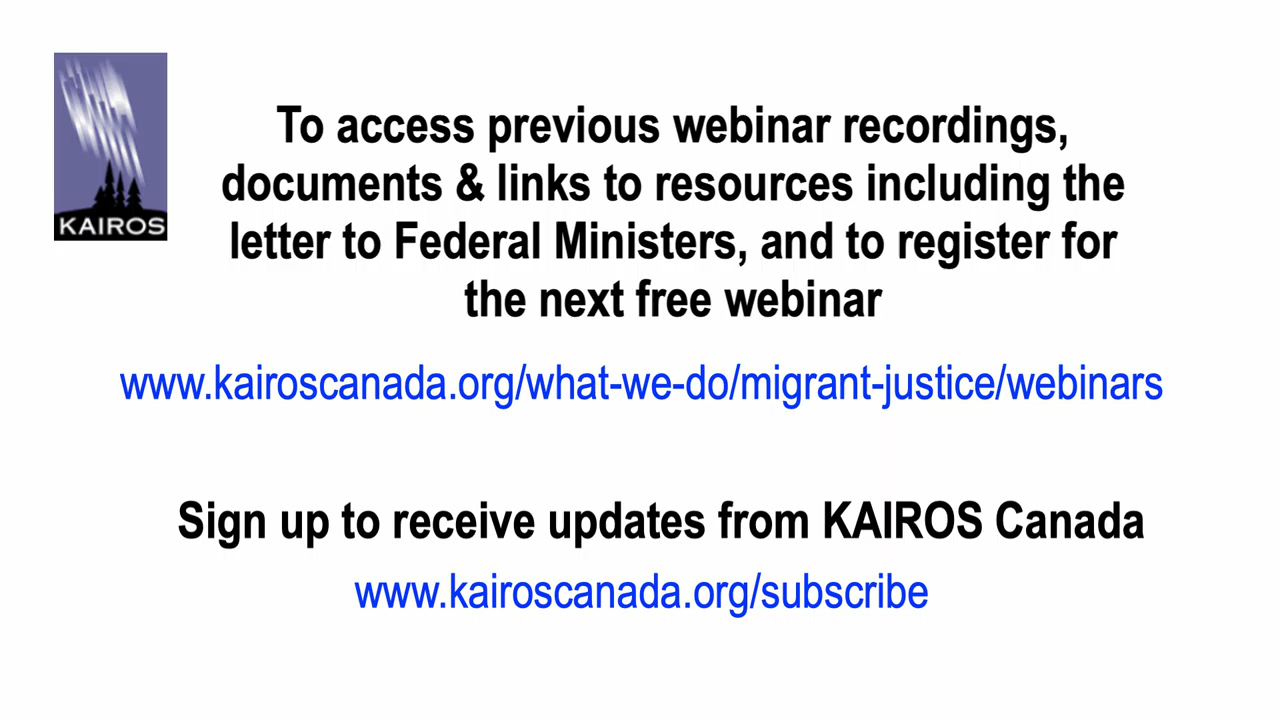 KAIROS
To access previous webinar recordings,
documents & links to resources including the
letter to Federal Ministers, and to register for
the next free webinar
www.kairoscanada.org/what-we-do/migrant-justice/webinars
Sign up to receive updates from KAIROS Canada
www.kairoscanada.org/subscribe